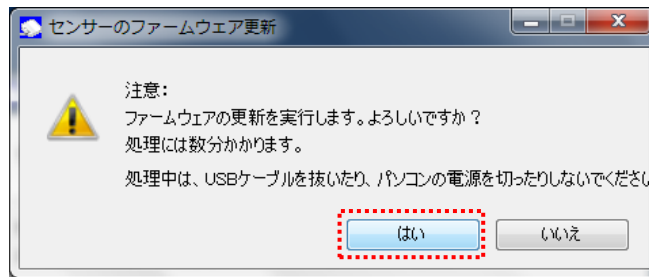 センサーのファームウエア更新
注意:
ファームウェアの更新を実行します。よろしいですか？
処理には数分かかります。
処理中は、USBケーブルを抜いたり、パソコンの電源を切ったりしないでくださ
はい
いいえ